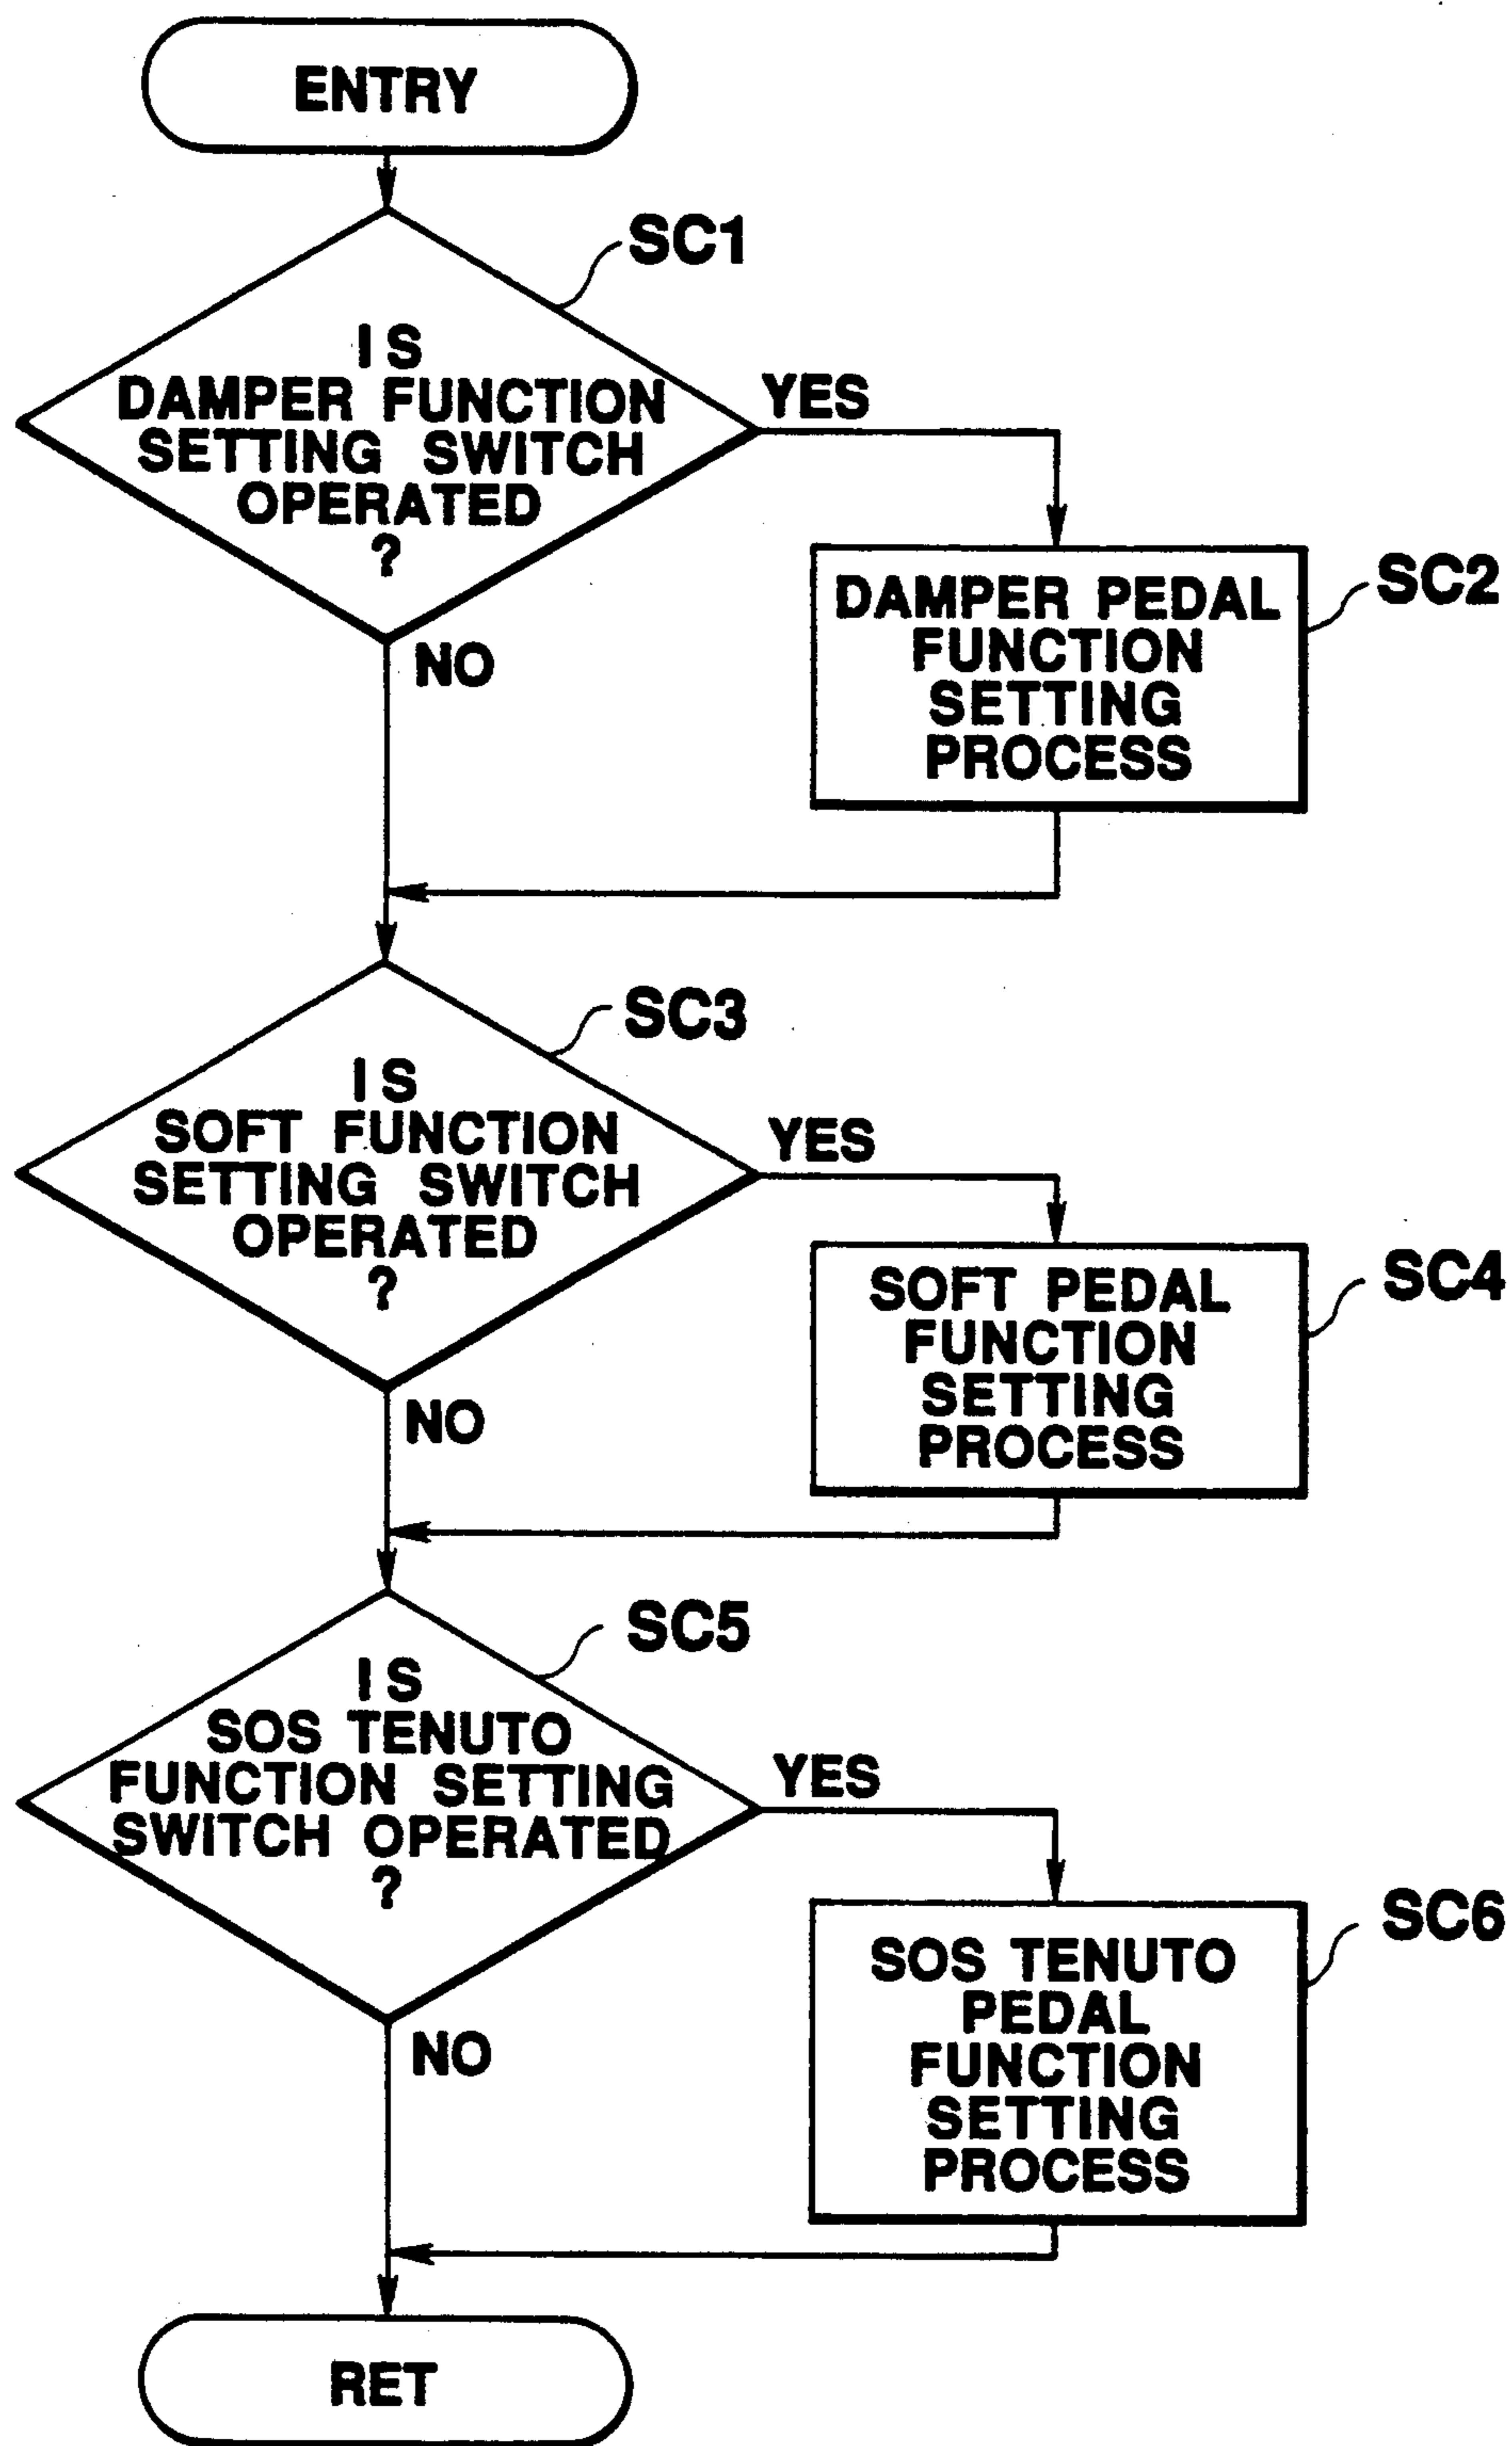 ENTRY
SC1
IS
DAMPER FUNCTION
SETTING SWITCH
OPERATED
?
YES
NO
SC2
DAMPER PEDAL
FUNCTION
SETTING
PROCESS
SC3
IS
SOFT FUNCTION
SETTING SWITCH
OPERATED
?
YES
NO
SC4
SOFT PEDAL
FUNCTION
SETTING
PROCESS
SC5
IS
SOS TENUTO
FUNCTION SETTING
SWITCH OPERATED
?
YES
NO
SC6
SOS TENUTO
PEDAL
FUNCTION
SETTING
PROCESS
RET